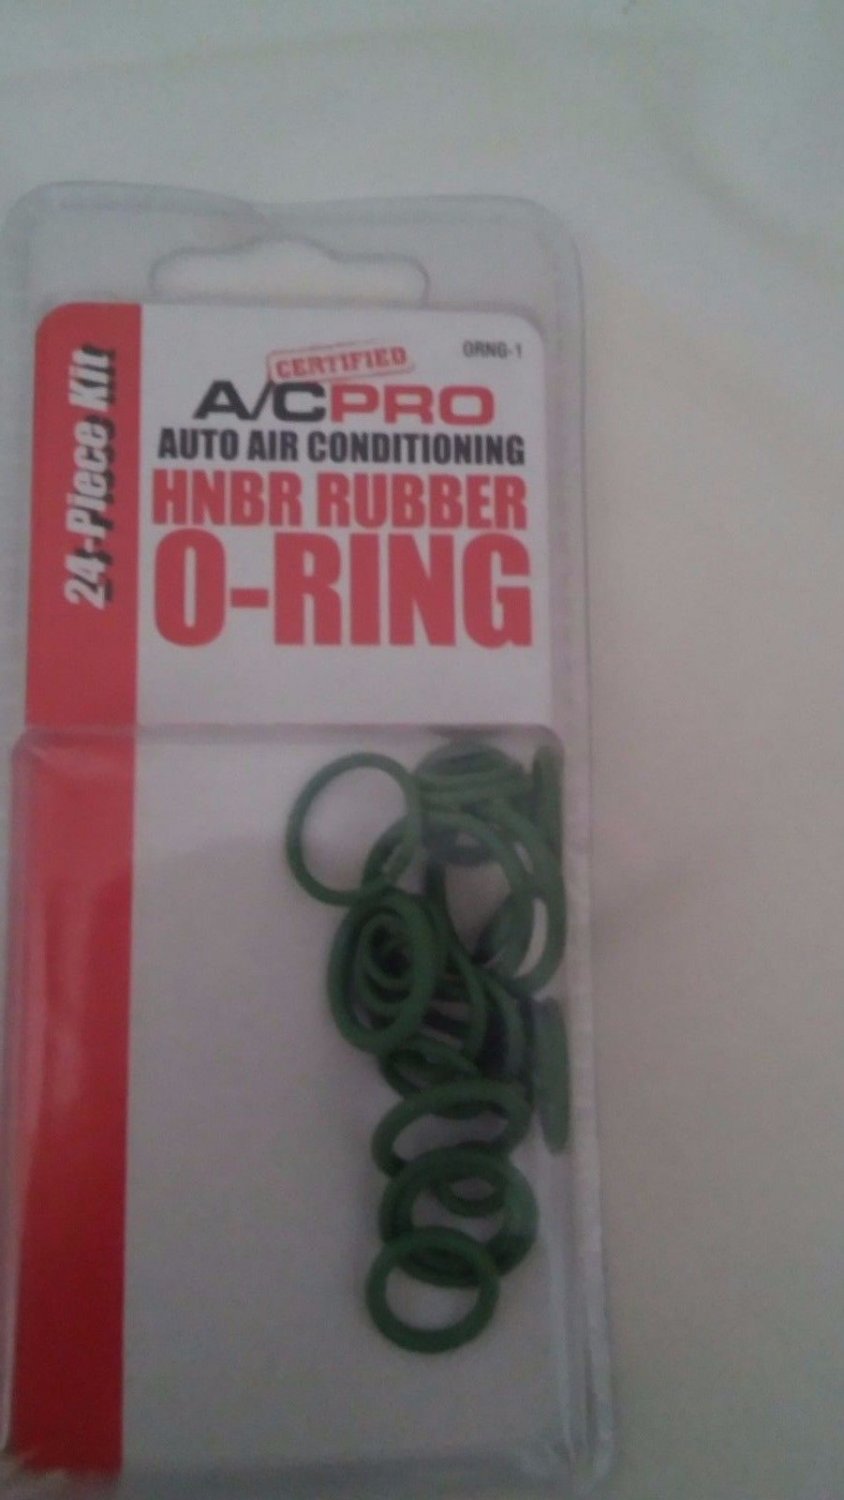 24-Piece Kit
CERTIFIED
ORNG-1
A/CPRO
AUTO AIR CONDITIONING
HNBR RUBBER
O-RING